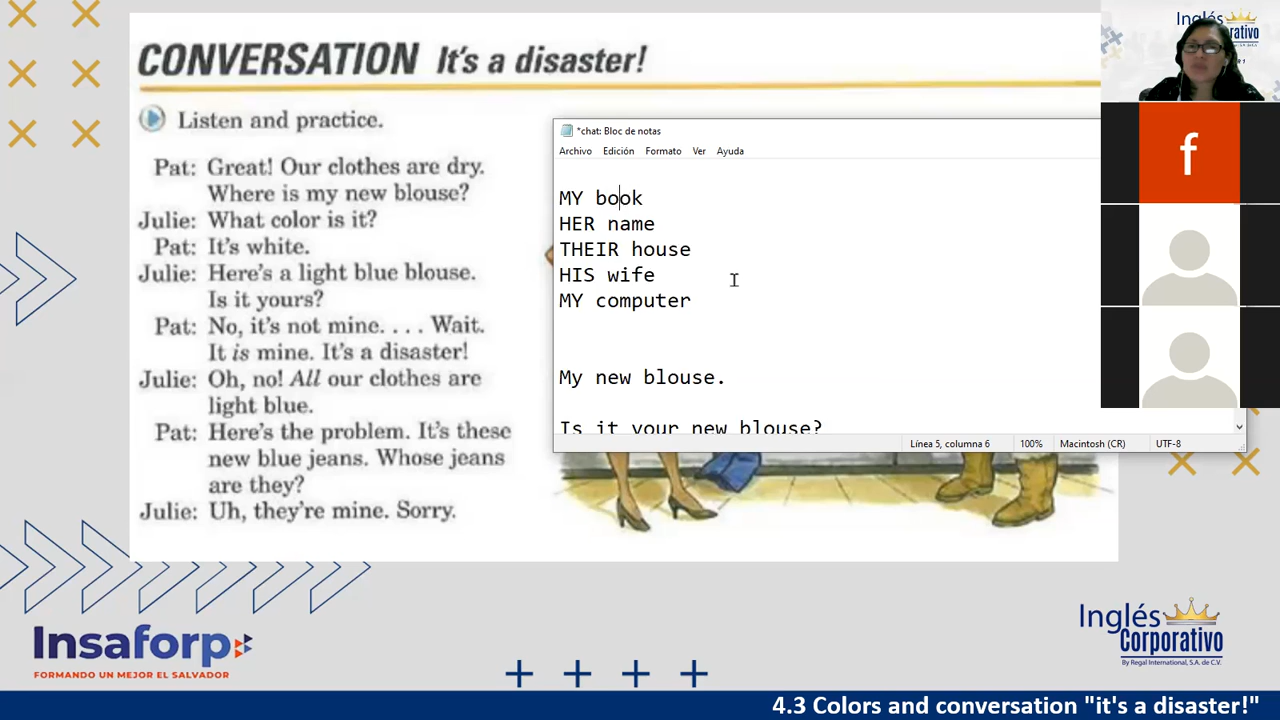 CONVERSATION It's a disaster!
Listen and practice.
Pat: Great! Our clothes are dry.
Where is my new blouse?
Julie: What color is it?
Pat: It's white.
Julie: Here's a light blue blouse.
Is it yours?
Pat: No, it's not mine. . . . Wait.
It is mine. It's a disaster!
Julie: Oh, no! All our clothes are
light blue.
Pat: Here's the problem. It's these
new blue jeans. Whose jeans
are they?
Julie: Uh, they're mine. Sorry.
*chat: Bloc de notas
Archivo Edición Formato Ver Ayuda
MY book
HER name
THEIR house
HIS wife
MY computer
My new blouse.
Is it your new blouse?
Línea 5, columna 6 100% Macintosh (CR) UTF-8
Inglés
Corporativo
f
Insaforp
FORMANDO UN MEJOR EL SALVADOR
Inglés
Corporativo
By Regal International, S.A. de C.V.
4.3 Colors and conversation "it's a disaster!"